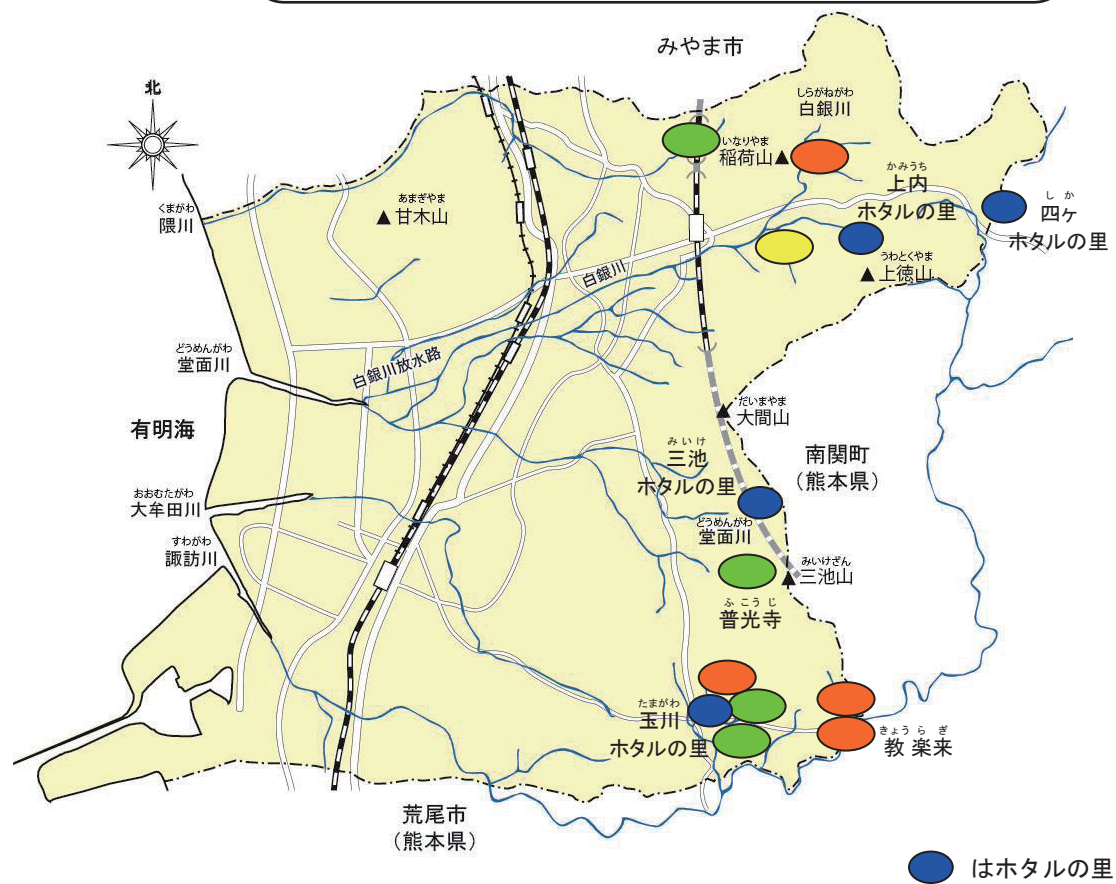 みやま市
北
しらがねがわ
白銀川
いなりやま
稲荷山
かみうち
上内
ホタルの里
しか
四ヶ
ホタルの里
くまがわ
隈川
あまぎやま
甘木山
うわとくやま
上徳山
白銀川
どうめんがわ
堂面川
白銀川放水路
だいまやま
大間山
有明海
みいけ
三池
ホタルの里
南関町
(熊本県)
おおむたがわ
大牟田川
どうめんがわ
堂面川
すわがわ
諏訪川
みいけざん
三池山
ふこうじ
普光寺
たまがわ
玉川
ホタルの里
きょうらぎ
教楽来
荒尾市
(熊本県)
はホタルの里